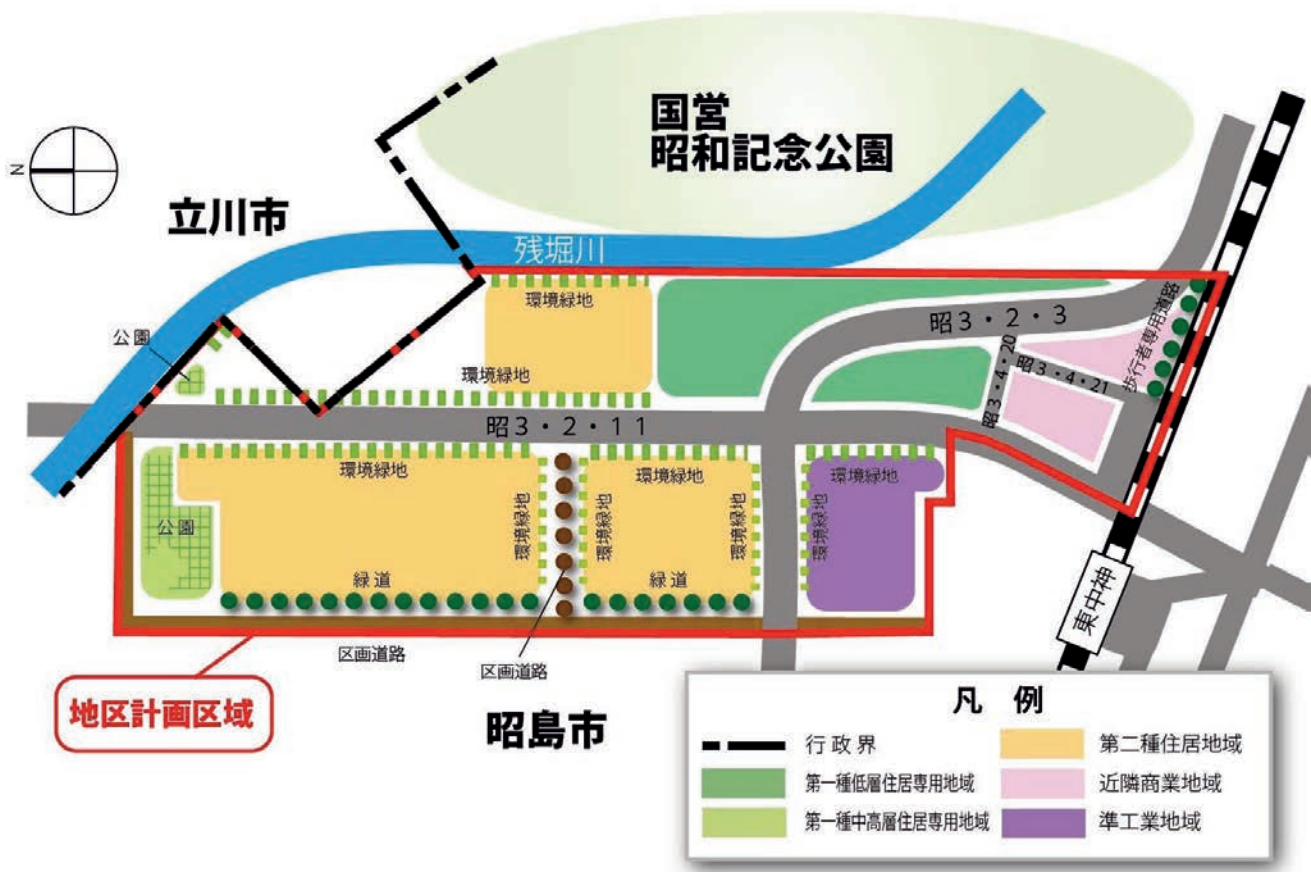 国営
昭和記念公園
N
立川市
残堀川
環境緑地
公園
歩行者専用道路
昭3・2・3
昭3・4・20
昭3・4・21
環境緑地
昭3・2・11
環境緑地
環境緑地
環境緑地
環境緑地
環境緑地
環境緑地
環境緑地
環境緑地
公園
緑道
緑道
東中神
区画道路
区画道路
地区計画区域
昭島市
凡例
行政界
第二種住居地域
第一種低層住居専用地域
近隣商業地域
第一種中高層住居専用地域
準工業地域